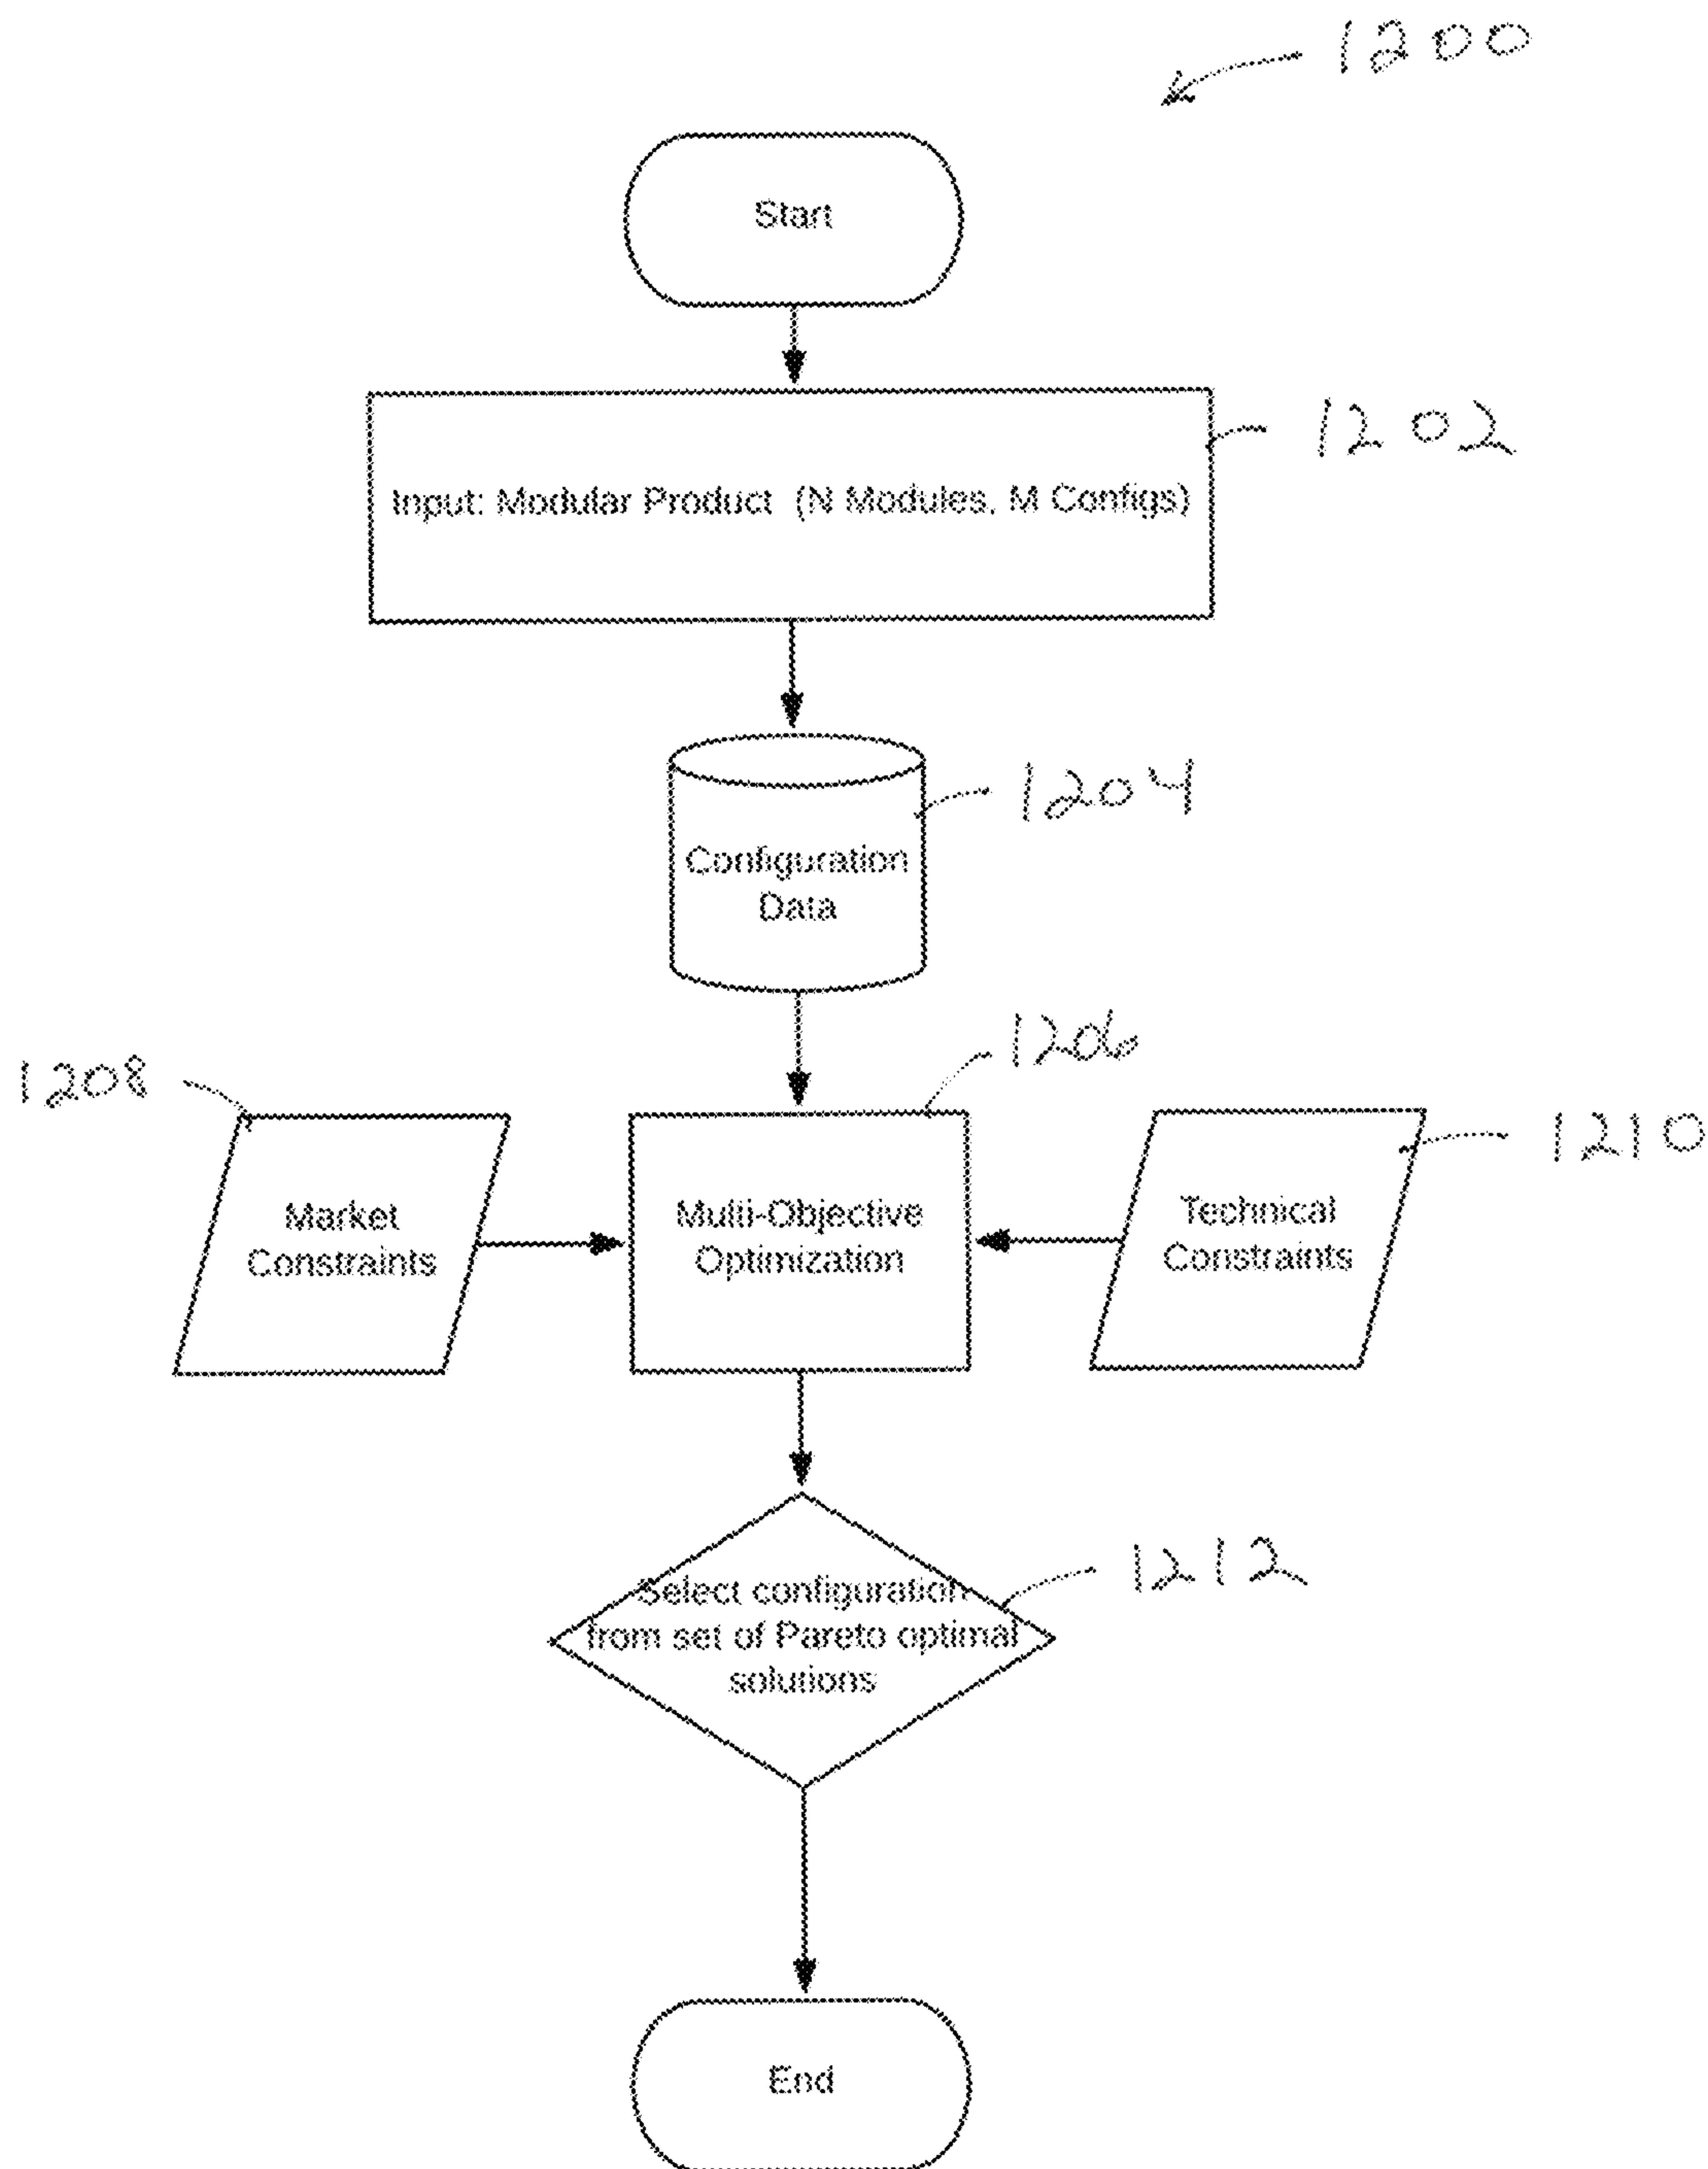 1200
Start
Input: Modular Product (N Modules, M Configs)
1202
1204
Configuration
Data
1206
1208
1210
Market
Constraints
Multi-Objective
Optimization
Technical
Constraints
1212
Select configuration
from set of Pareto optimal
solutions
End